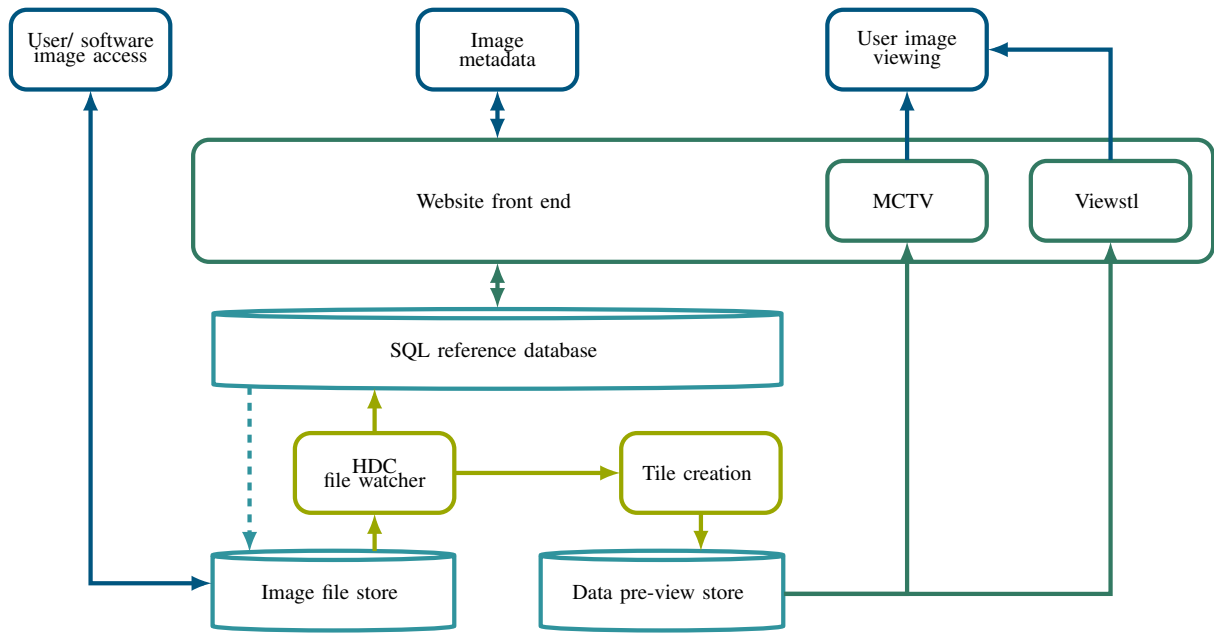 User/ software
image access
Image
metadata
User image
viewing
Website front end
MCTV
Viewstl
SQL reference database
HDC
file watcher
Tile creation
Image file store
Data pre-view store